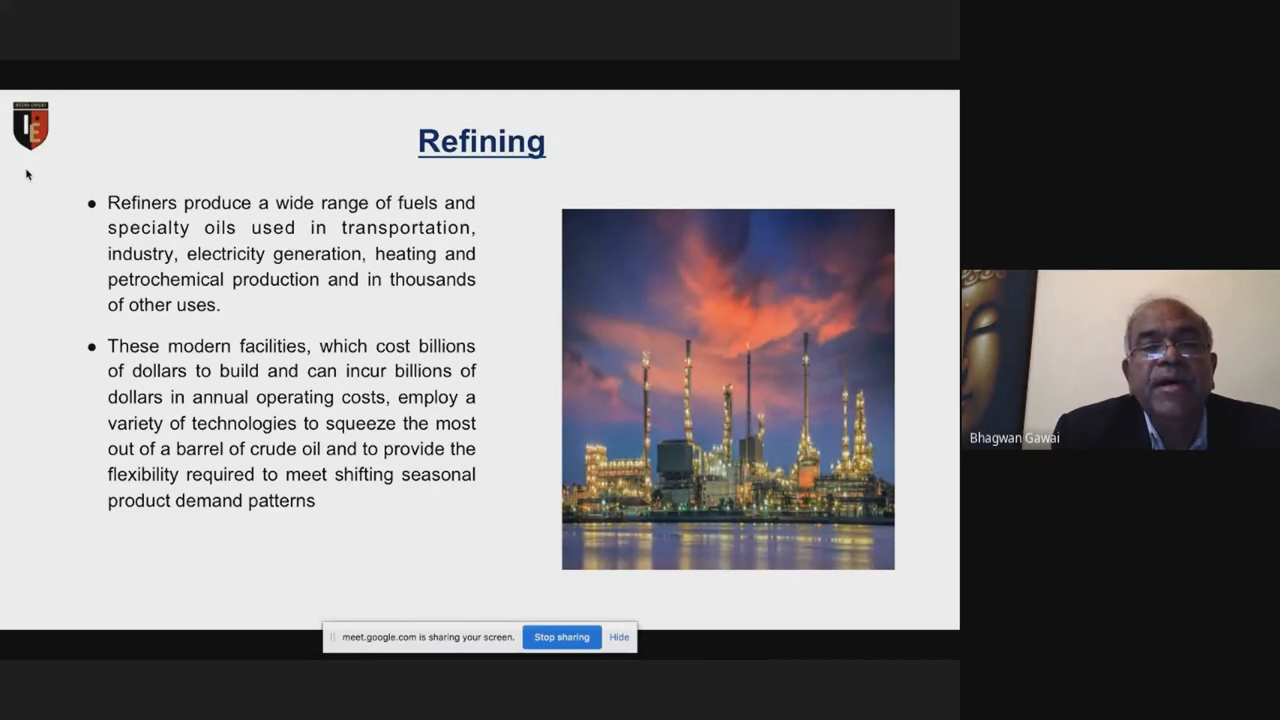 IE
Refining
● Refiners produce a wide range of fuels and
specialty oils used in transportation,
industry, electricity generation, heating and
petrochemical production and in thousands
of other uses.
● These modern facilities, which cost billions
of dollars to build and can incur billions of
dollars in annual operating costs, employ a
variety of technologies to squeeze the most
out of a barrel of crude oil and to provide the
flexibility required to meet shifting seasonal
product demand patterns
Bhagwan Gawai
meet.google.com is sharing your screen. Stop sharing Hide